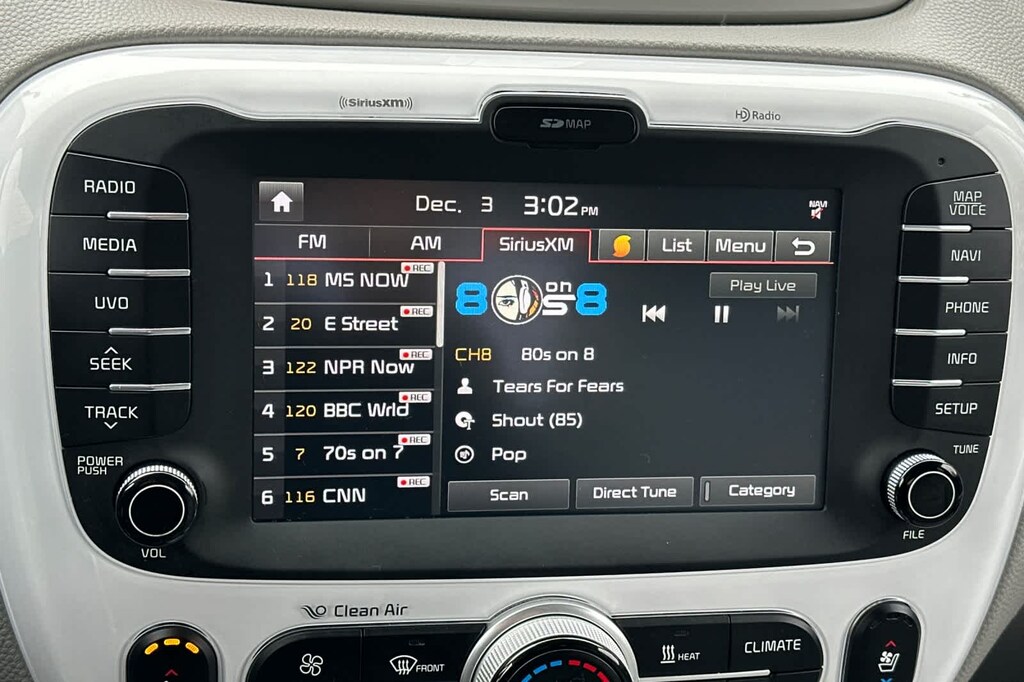 ((SiriusXM))
SD MAP
HD Radio
RADIO
MEDIA
UVO
SEEK
TRACK
POWER
PUSH
VOL
Dec. 3 3:02 PM
NAVI
FM AM SiriusXM List Menu
1 118 MS NOW REC
2 20 E Street REC
3 122 NPR Now REC
4 120 BBC Wrld REC
5 7 70s on 7 REC
6 116 CNN REC
8 on 8s
Play Live
CH8 80s on 8
Tears For Fears
Shout (85)
Pop
Scan Direct Tune Category
MAP
VOICE
NAVI
PHONE
INFO
SETUP
TUNE
FILE
Clean Air
FRONT
HEAT
CLIMATE